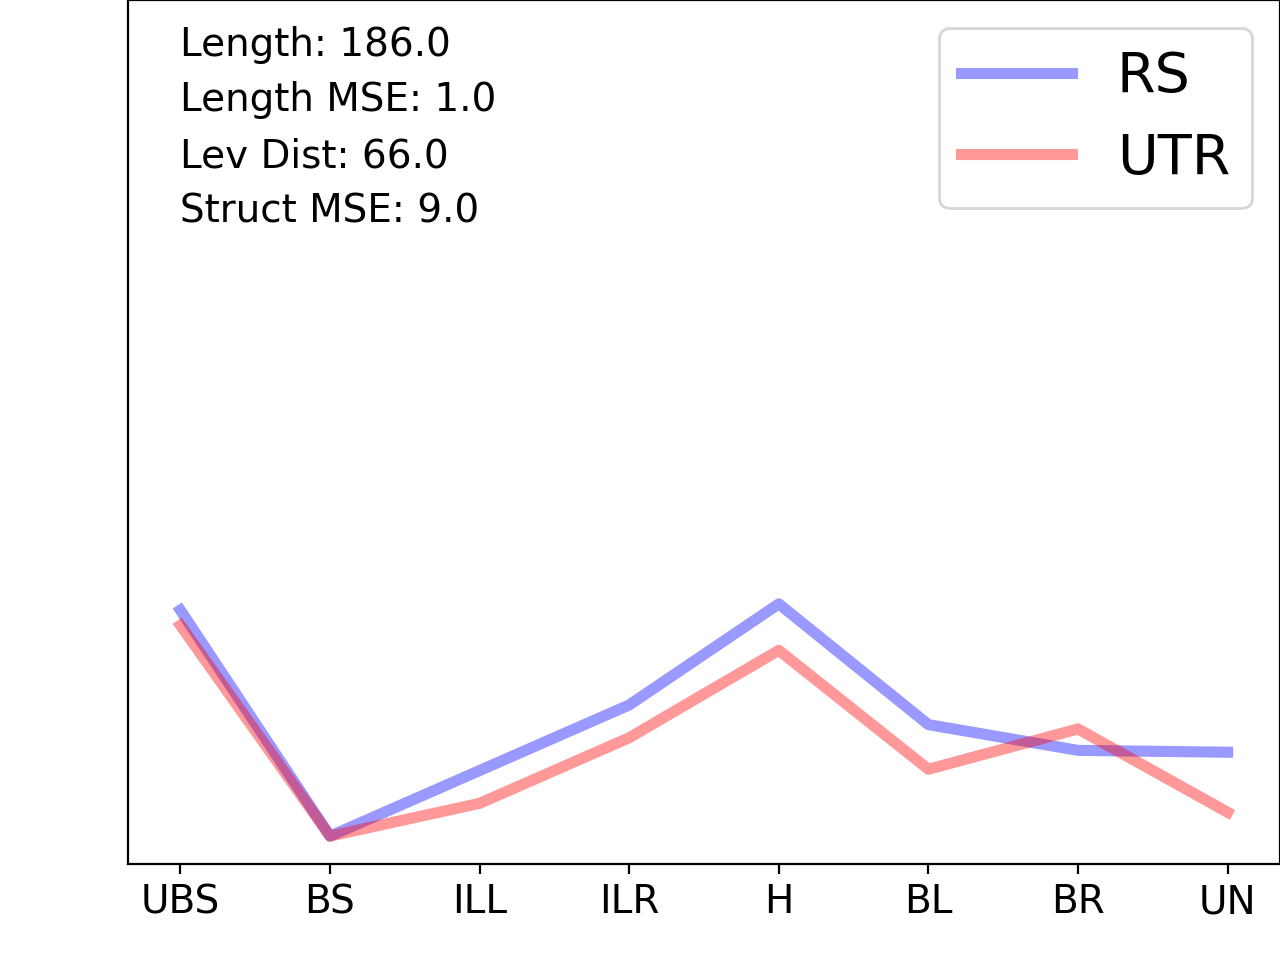 Length: 186.0
Length MSE: 1.0
Lev Dist: 66.0
Struct MSE: 9.0
RS
UTR
UBS BS ILL ILR H BL BR UN